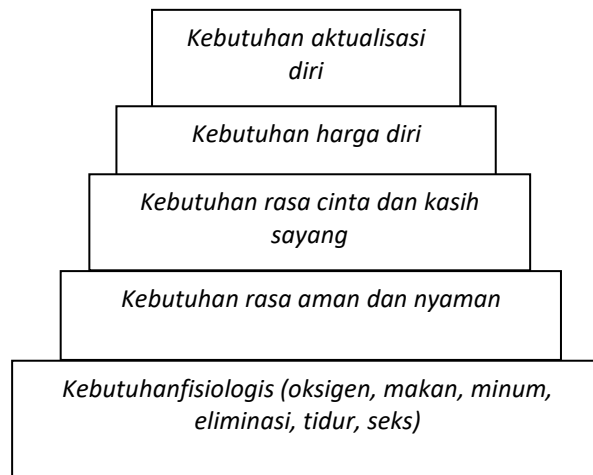 Kebutuhan aktualisasi
diri
Kebutuhan harga diri
Kebutuhan rasa cinta dan kasih
sayang
Kebutuhan rasa aman dan nyaman
Kebutuhanfisiologis (oksigen, makan, minum,
eliminasi, tidur, seks)